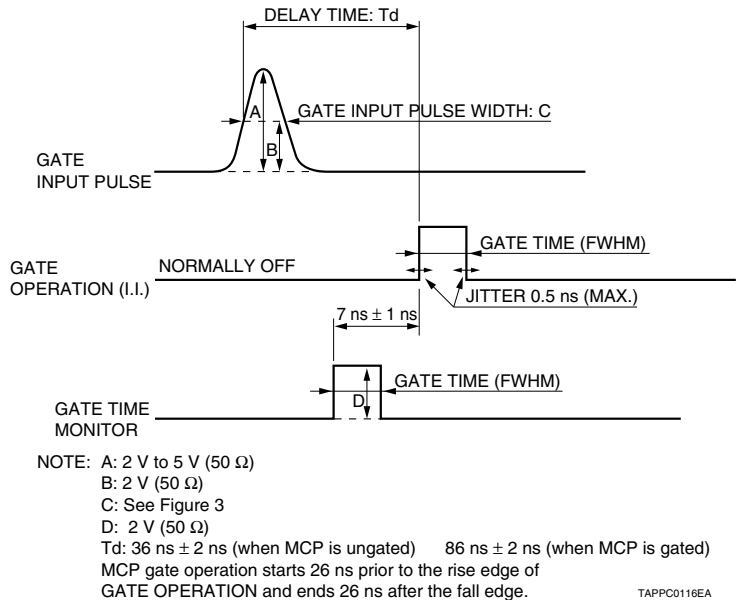 DELAY TIME: Td
A
GATE INPUT PULSE WIDTH: C
B
GATE
INPUT PULSE
GATE TIME (FWHM)
NORMALLY OFF
GATE
OPERATION (I.I.)
JITTER 0.5 ns (MAX.)
7 ns ± 1 ns
GATE TIME (FWHM)
D
GATE TIME
MONITOR
NOTE: A: 2 V to 5 V (50 Ω)
B: 2 V (50 Ω)
C: See Figure 3
D: 2 V (50 Ω)
Td: 36 ns ± 2 ns (when MCP is ungated) 86 ns ± 2 ns (when MCP is gated)
MCP gate operation starts 26 ns prior to the rise edge of
GATE OPERATION and ends 26 ns after the fall edge.
TAPPC0116EA